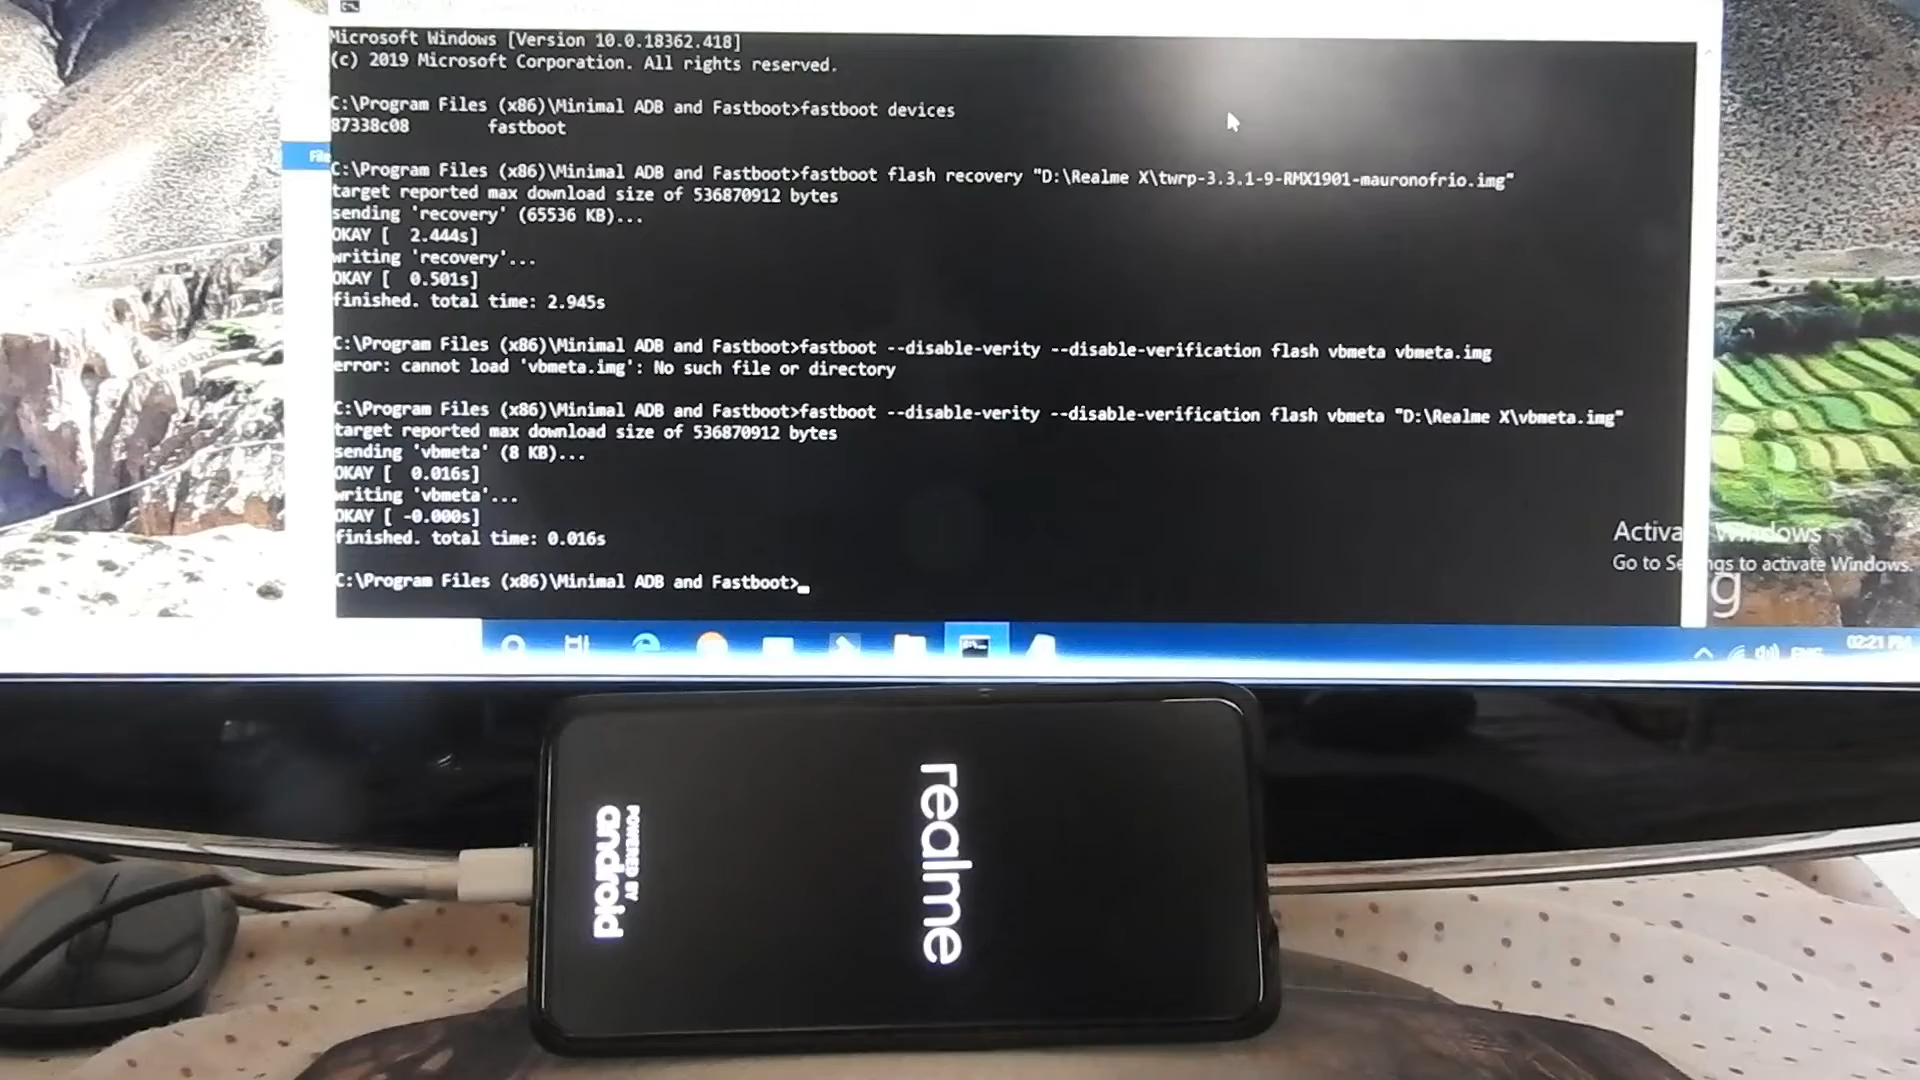 Microsoft Windows [Version 10.0.18362.418]
(c) 2019 Microsoft Corporation. All rights reserved.
C:\Program Files (x86)\Minimal ADB and Fastboot>fastboot devices
87338c08 fastboot
C:\Program Files (x86)\Minimal ADB and Fastboot>fastboot flash recovery "D:\Realme X\twrp-3.3.1-9-RMX1901-mauronofrio.img"
target reported max download size of 536870912 bytes
sending 'recovery' (65536 KB)...
OKAY [ 2.444s]
writing 'recovery'...
OKAY [ 0.501s]
finished. total time: 2.945s
C:\Program Files (x86)\Minimal ADB and Fastboot>fastboot --disable-verity --disable-verification flash vbmeta vbmeta.img
error: cannot load 'vbmeta.img': No such file or directory
C:\Program Files (x86)\Minimal ADB and Fastboot>fastboot --disable-verity --disable-verification flash vbmeta "D:\Realme X\vbmeta.img"
target reported max download size of 536870912 bytes
sending 'vbmeta' (8 KB)...
OKAY [ 0.016s]
writing 'vbmeta'...
OKAY [ -0.000s]
finished. total time: 0.016s
C:\Program Files (x86)\Minimal ADB and Fastboot>
File
Activa Windows
Go to Se ngs to activate Windows.
g
ENG
02:21 PM
realme
POWERED BY
android